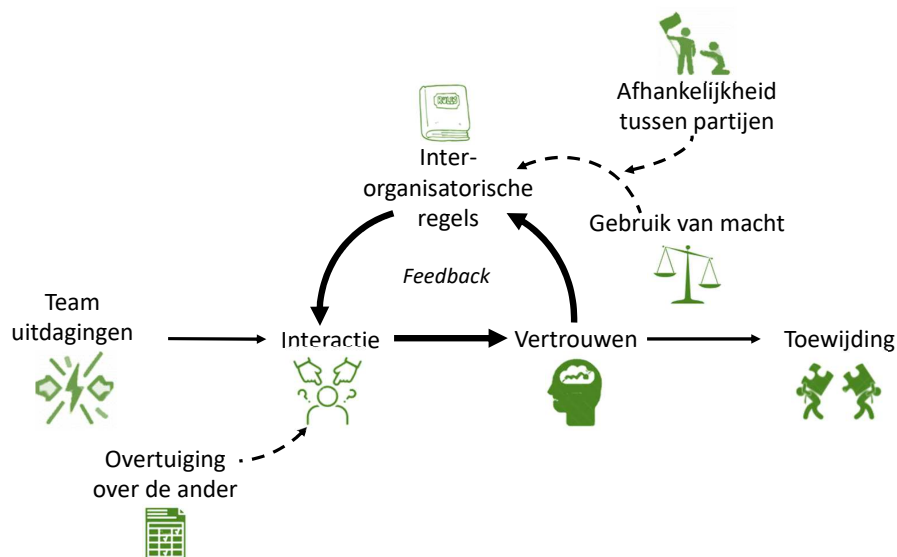 Afhankelijkheid
tussen partijen
RULES
Inter-
organisatorische
regels
Gebruik van macht
Feedback
Team
uitdagingen
Interactie
Vertrouwen
Toewijding
Overtuiging
over de ander